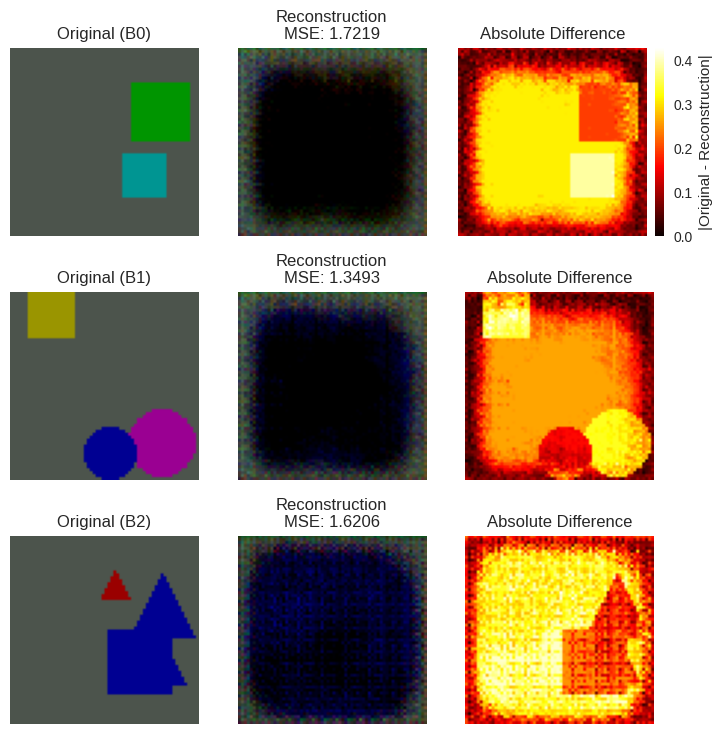 Original (B0)
Reconstruction
MSE: 1.7219
Absolute Difference
0.4
0.3
0.2
0.1
0.0
|Original - Reconstruction|
Original (B1)
Reconstruction
MSE: 1.3493
Absolute Difference
Original (B2)
Reconstruction
MSE: 1.6206
Absolute Difference